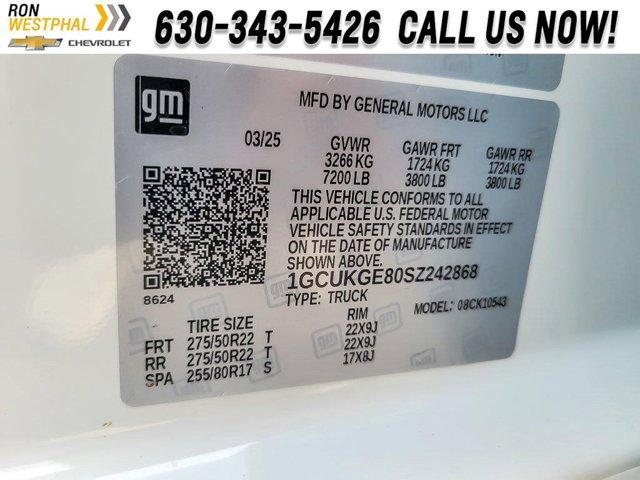 RON
WESTPHAL
CHEVROLET
630-343-5426 CALL US NOW!
gm
MFD BY GENERAL MOTORS LLC
03/25 GVWR GAWR FRT GAWR RR
3266 KG 1724 KG 1724 KG
7200 LB 3800 LB 3800 LB
THIS VEHICLE CONFORMS TO ALL
APPLICABLE U.S. FEDERAL MOTOR
VEHICLE SAFETY STANDARDS IN EFFECT
ON THE DATE OF MANUFACTURE
SHOWN ABOVE.
1GCUKGE80SZ242868
8624
TYPE: TRUCK MODEL: 08CK10543
TIRE SIZE RIM
FRT 275/50R22 T 22X9J
RR 275/50R22 T 22X9J
SPA 255/80R17 S 17X8J